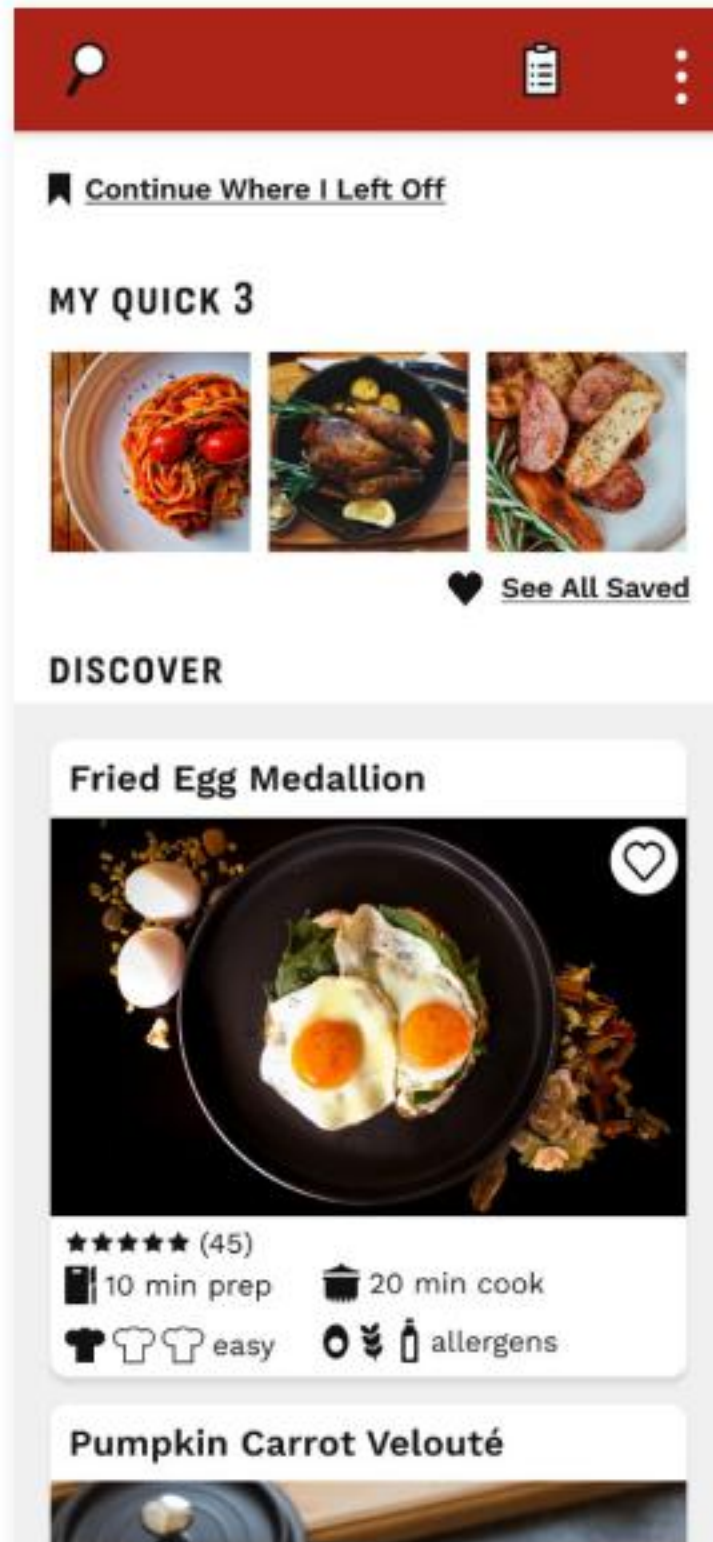 Continue Where I Left Off
MY QUICK 3
See All Saved
DISCOVER
Fried Egg Medallion
(45)
10 min prep
20 min cook
easy
allergens
Pumpkin Carrot Velouté